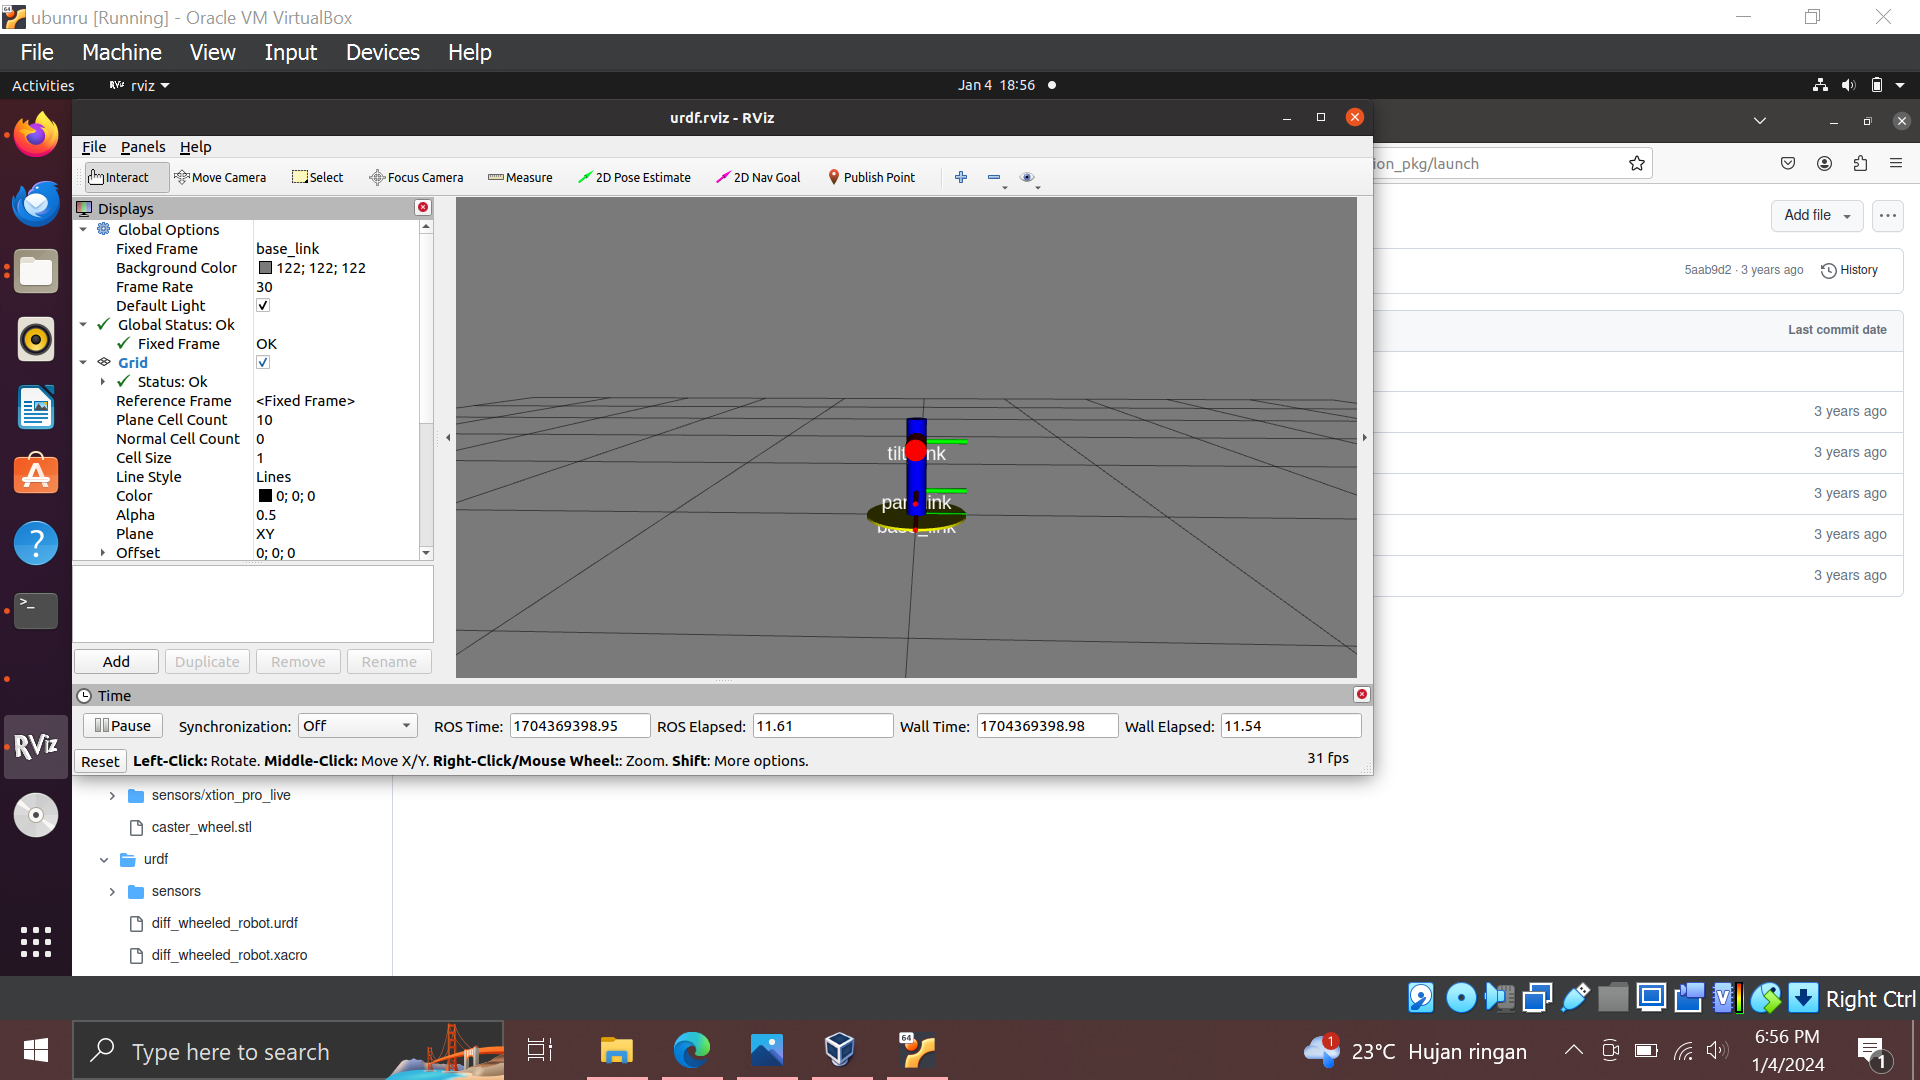 ubunru [Running] - Oracle VM VirtualBox
File Machine View Input Devices Help
Activities RViz rviz Jan 4 18:56
urdf.rviz - RViz
File Panels Help
ion_pkg/launch
Interact Move Camera Select Focus Camera Measure 2D Pose Estimate 2D Nav Goal Publish Point
Displays
Add file
Global Options
Fixed Frame base_link
Background Color 122; 122; 122
5aab9d2 · 3 years ago History
Frame Rate 30
Default Light
Global Status: Ok
Last commit date
Fixed Frame OK
Grid
Status: Ok
Reference Frame <Fixed Frame>
3 years ago
Plane Cell Count 10
Normal Cell Count 0
3 years ago
Cell Size 1
Line Style Lines
3 years ago
Color 0; 0; 0
Alpha 0.5
Plane XY
3 years ago
Offset 0; 0; 0
3 years ago
base_link
Add Duplicate Remove Rename
Time
Pause Synchronization: Off ROS Time: 1704369398.95 ROS Elapsed: 11.61 Wall Time: 1704369398.98 Wall Elapsed: 11.54
Reset Left-Click: Rotate. Middle-Click: Move X/Y. Right-Click/Mouse Wheel:: Zoom. Shift: More options. 31 fps
RViz
sensors/xtion_pro_live
caster_wheel.stl
urdf
sensors
diff_wheeled_robot.urdf
diff_wheeled_robot.xacro
Right Ctrl
Type here to search
64
1
23°C Hujan ringan
6:56 PM
1/4/2024
1